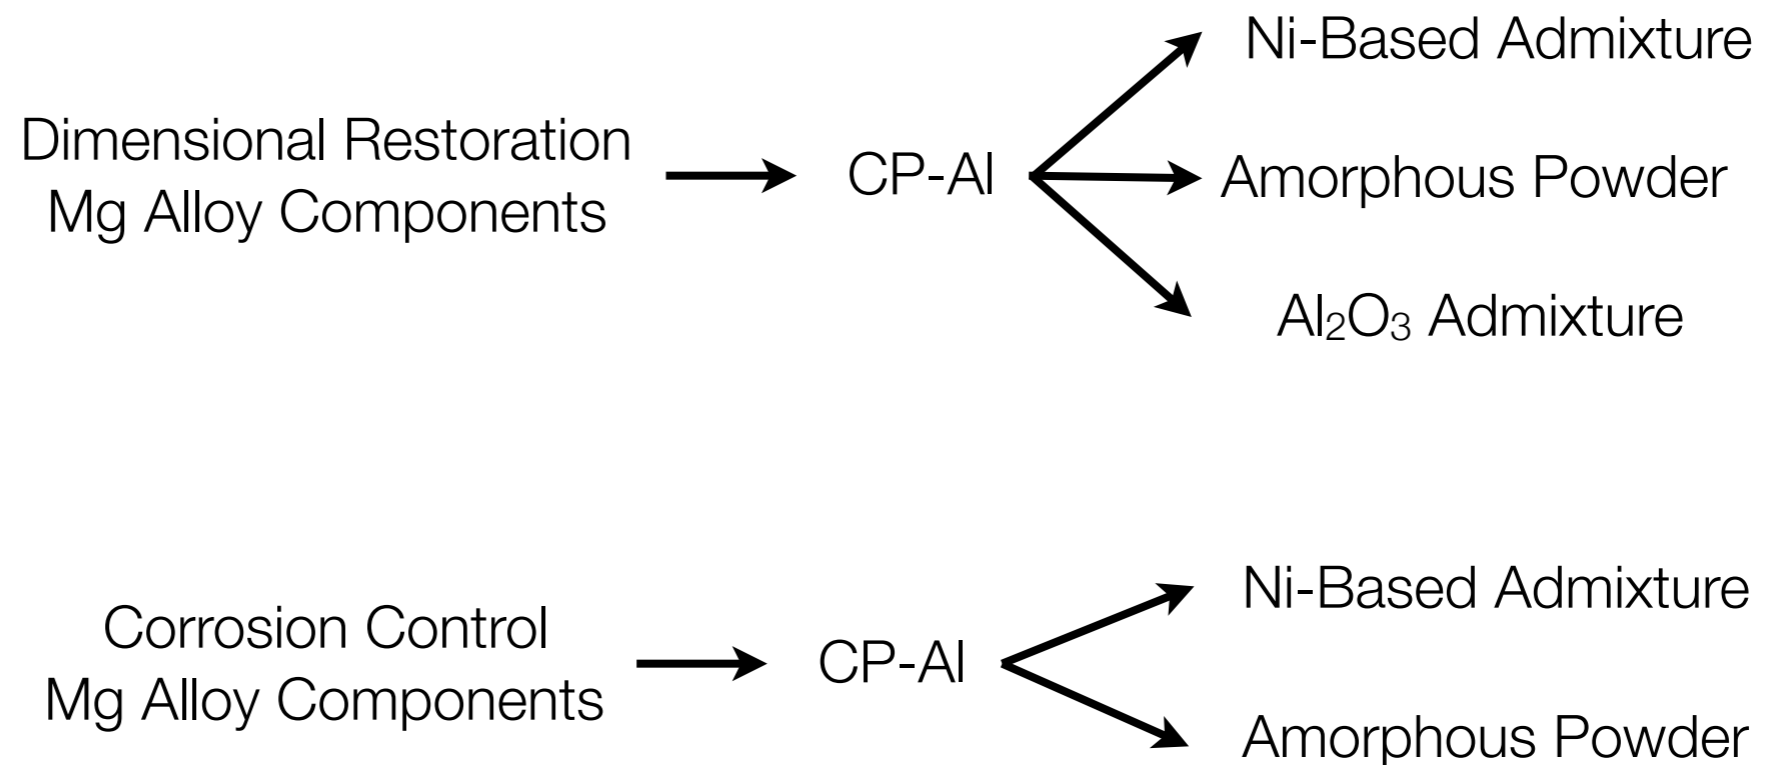 Dimensional Restoration
Mg Alloy Components
CP-Al
Ni-Based Admixture
Amorphous Powder
Al₂O₃ Admixture
Corrosion Control
Mg Alloy Components
CP-Al
Ni-Based Admixture
Amorphous Powder